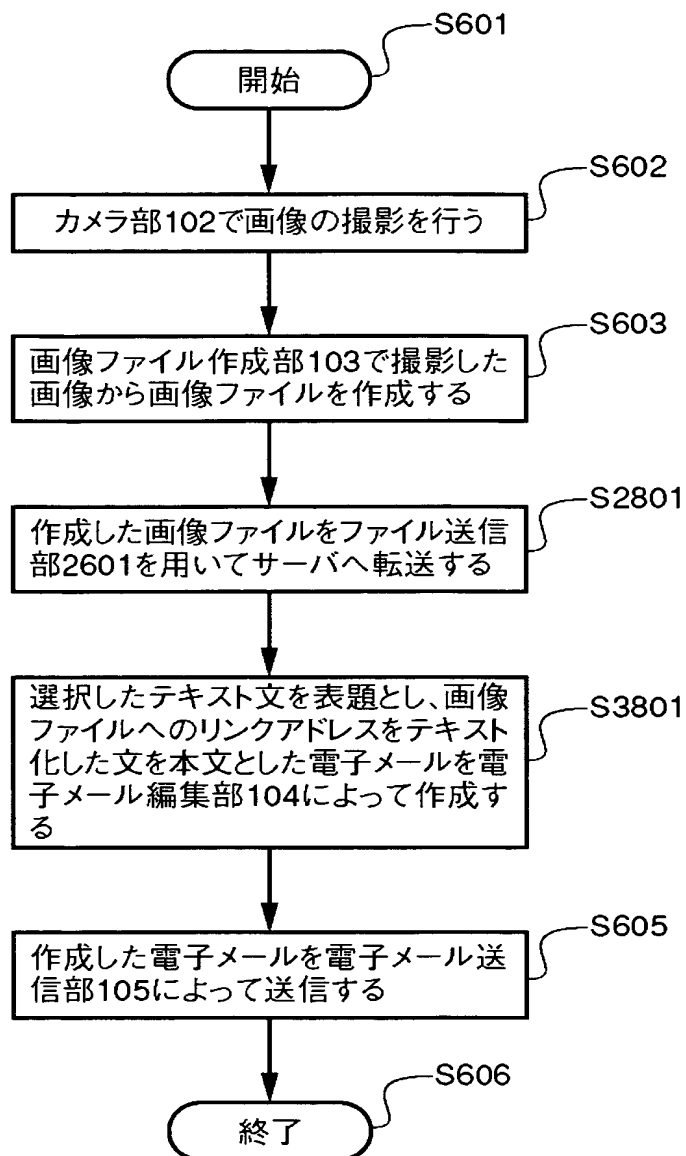 S601
開始
S602
カメラ部102で画像の撮影を行う
S603
画像ファイル作成部103で撮影した
画像から画像ファイルを作成する
S2801
作成した画像ファイルをファイル送信
部2601を用いてサーバへ転送する
S3801
選択したテキスト文を表題とし、画像
ファイルへのリンクアドレスをテキスト
化した文を本文とした電子メールを電
子メール編集部104によって作成す
る
S605
作成した電子メールを電子メール送
信部105によって送信する
S606
終了